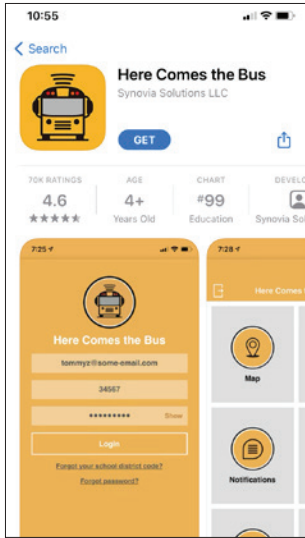 10:55
Search
Here Comes the Bus
Synovia Solutions LLC
GET
70K RATINGS AGE CHART DEVELO
4.6 4+ #99
Years Old Education Synovia Sol
7:25
Here Comes the Bus
tommyz@some-email.com
34567
Show
Login
Forgot your school district code?
Forgot password?
7:28
Here Comes t
Map
Notifications